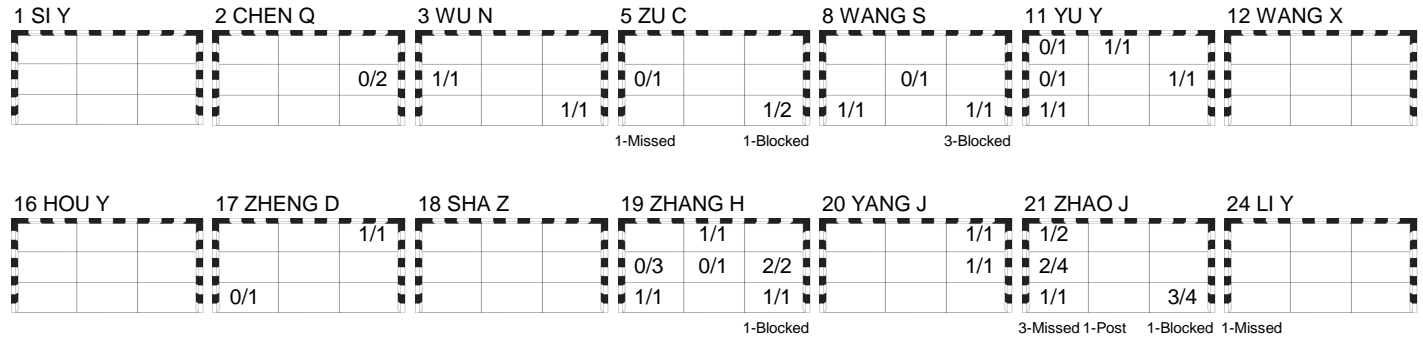 1 SI Y 2 CHEN Q 3 WU N 5 ZU C 8 WANG S 11 YU Y 12 WANG X
0/1 1/1
0/2 1/1 0/1 0/1 0/1 1/1
1/1 1/2 1/1 1/1 1/1
1-Missed 1-Blocked 3-Blocked
16 HOU Y 17 ZHENG D 18 SHA Z 19 ZHANG H 20 YANG J 21 ZHAO J 24 LI Y
1/1 1/1 1/1 1/2
0/3 0/1 2/2 1/1 2/4
0/1 1/1 1/1 1/1 3/4
1-Blocked 3-Missed 1-Post 1-Blocked 1-Missed